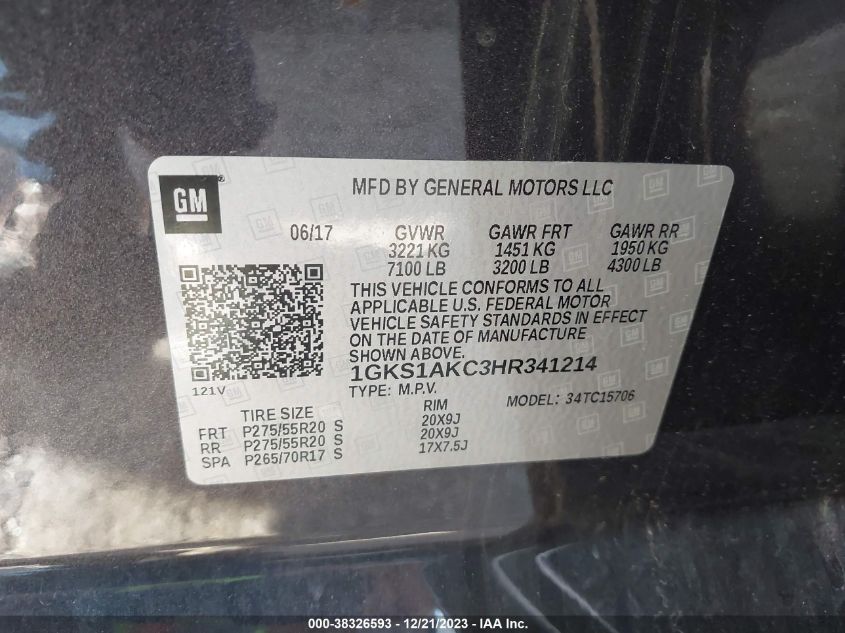 GM
MFD BY GENERAL MOTORS LLC
06/17 GVWR GAWR FRT GAWR RR
3221 KG 1451 KG 1950 KG
7100 LB 3200 LB 4300 LB
THIS VEHICLE CONFORMS TO ALL
APPLICABLE U.S. FEDERAL MOTOR
VEHICLE SAFETY STANDARDS IN EFFECT
ON THE DATE OF MANUFACTURE
SHOWN ABOVE.
1GKS1AKC3HR341214
121V
TYPE: M.P.V. MODEL: 34TC15706
TIRE SIZE RIM
FRT P275/55R20 S 20X9J
RR P275/55R20 S 20X9J
SPA P265/70R17 S 17X7.5J
000-38326593 - 12/21/2023 - IAAI.COM